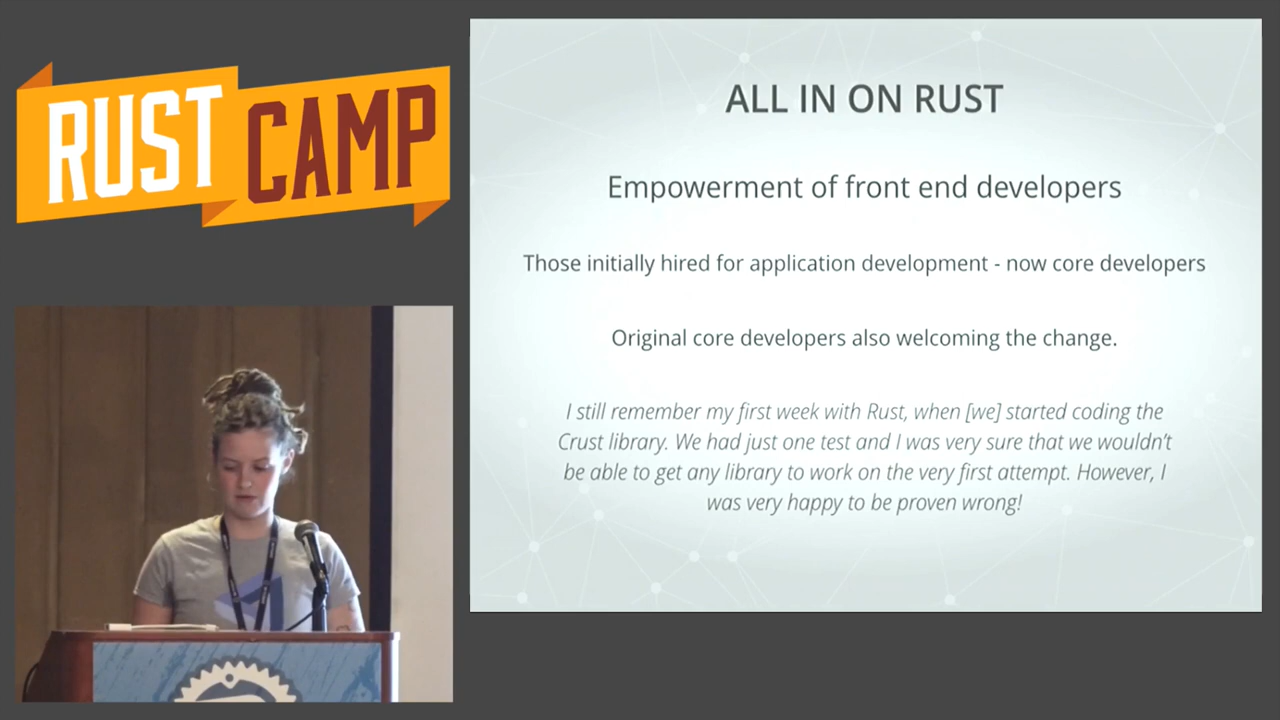 RUST CAMP
ALL IN ON RUST
Empowerment of front end developers
Those initially hired for application development - now core developers
Original core developers also welcoming the change.
I still remember my first week with Rust, when [we] started coding the
Crust library. We had just one test and I was very sure that we wouldn't
be able to get any library to work on the very first attempt. However, I
was very happy to be proven wrong!